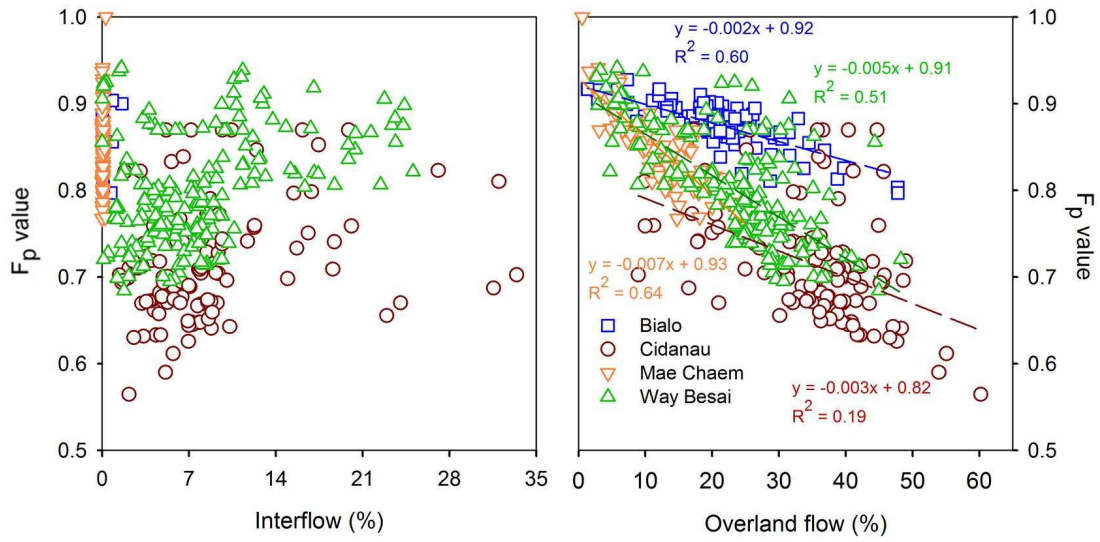 1.0
0.9
0.8
0.7
0.6
0.5
Fp value
0 7 14 21 28 35
Interflow (%)
y = -0.002x + 0.92
R2 = 0.60
y = -0.005x + 0.91
R2 = 0.51
y = -0.007x + 0.93
R2 = 0.64
Bialo
Cidanau
Mae Chaem
Way Besai
y = -0.003x + 0.82
R2 = 0.19
0 10 20 30 40 50 60
Overland flow (%)
1.0
0.9
0.8
0.7
0.6
0.5
Fp value